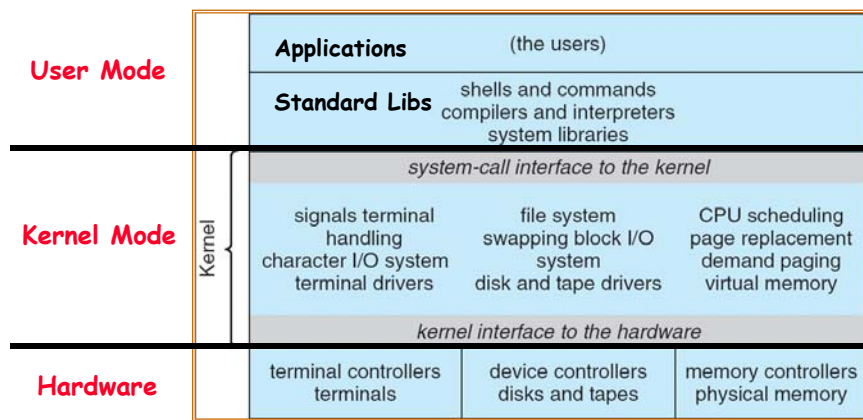 User Mode
Applications (the users)
Standard Libs
shells and commands
compilers and interpreters
system libraries
Kernel Mode
Kernel
system-call interface to the kernel
signals terminal
handling
character I/O system
terminal drivers
file system
swapping block I/O
system
disk and tape drivers
CPU scheduling
page replacement
demand paging
virtual memory
kernel interface to the hardware
Hardware
terminal controllers
terminals
device controllers
disks and tapes
memory controllers
physical memory